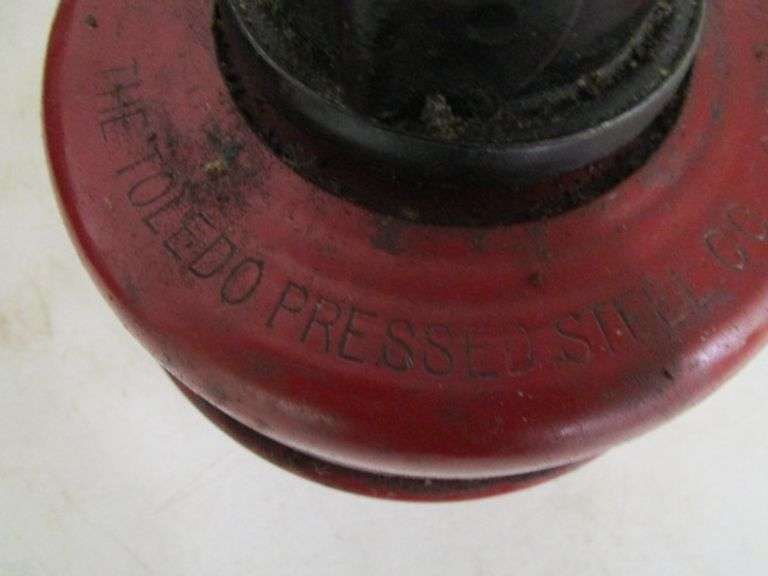 THE TOLEDO PRESSED STEEL CO